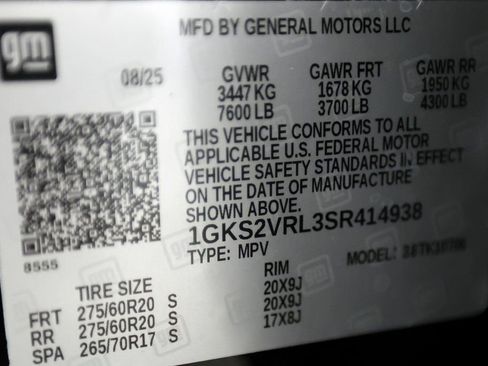 gm
MFD BY GENERAL MOTORS LLC
08/25 GVWR GAWR FRT GAWR RR
3447 KG 1678 KG 1950 KG
7600 LB 3700 LB 4300 LB
THIS VEHICLE CONFORMS TO ALL
APPLICABLE U.S. FEDERAL MOTOR
VEHICLE SAFETY STANDARDS IN EFFECT
ON THE DATE OF MANUFACTURE
SHOWN ABOVE.
1GKS2VRL3SR414938
8555
TYPE: MPV MODEL:
TIRE SIZE RIM
FRT 275/60R20 S 20X9J
RR 275/60R20 S 20X9J
SPA 265/70R17 S 17X8J